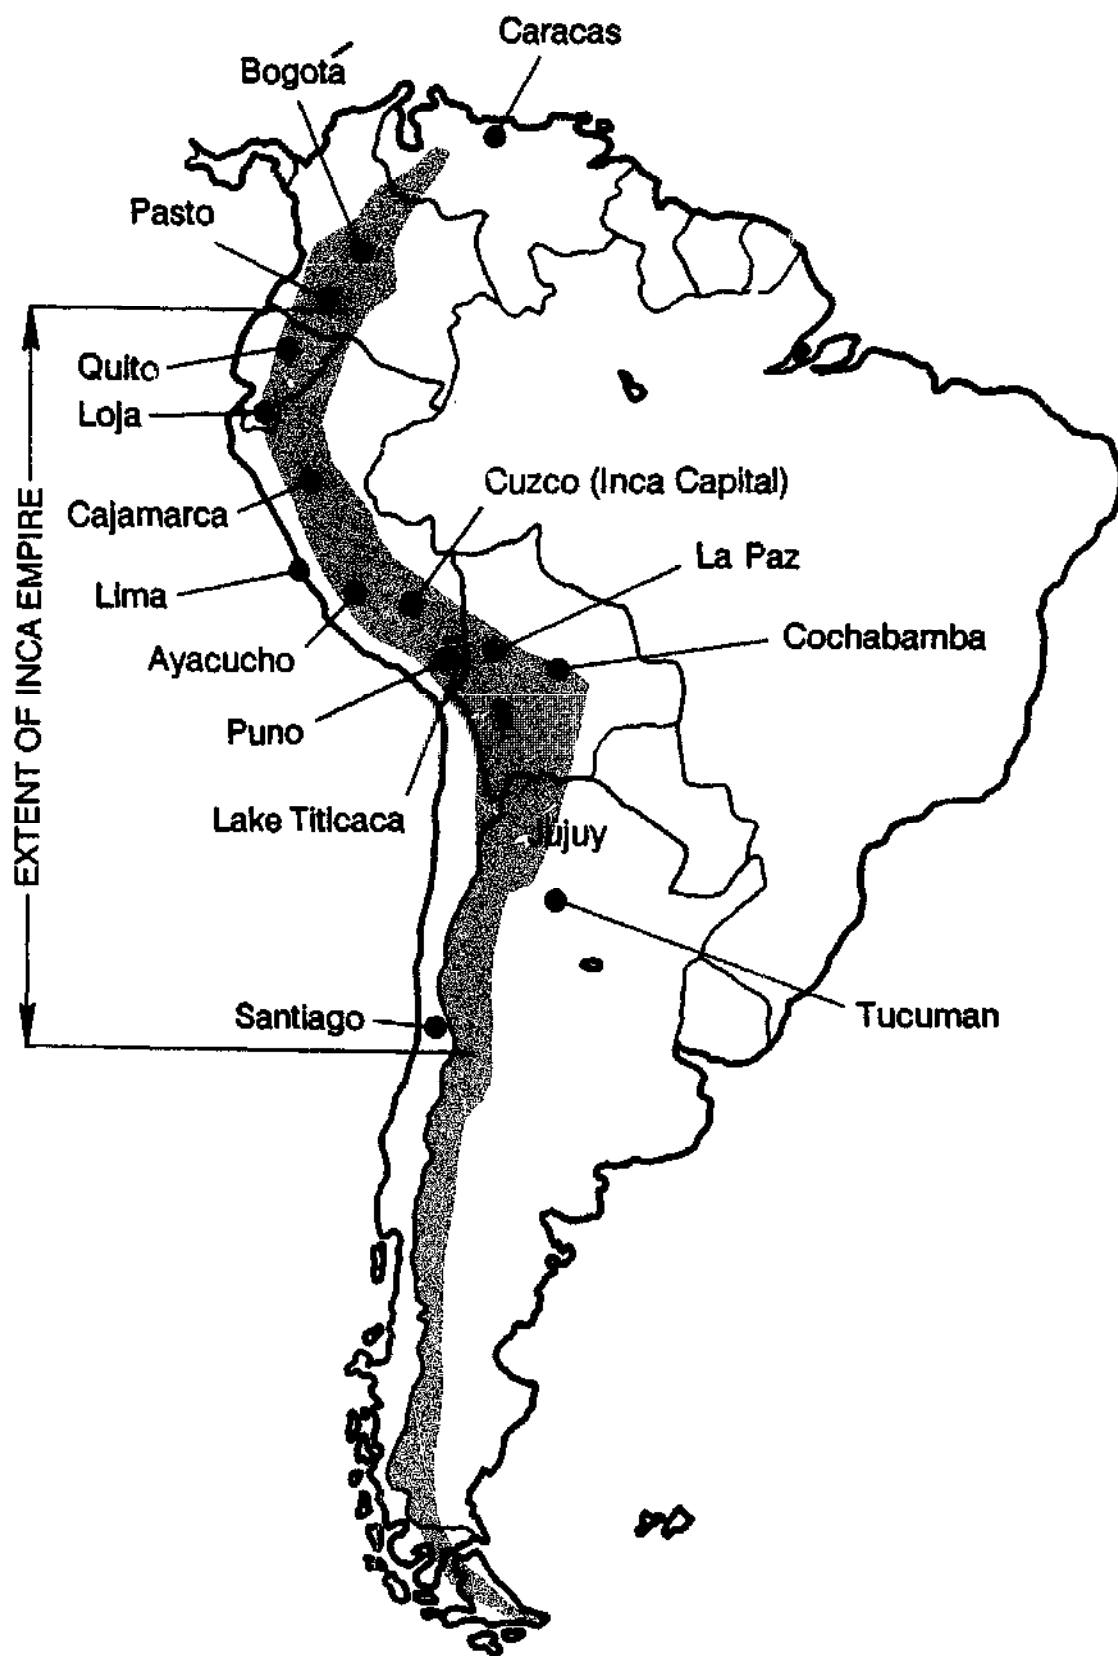 Caracas
Bogotá
Pasto
Quito
Loja
Cuzco (Inca Capital)
Cajamarca
La Paz
Lima
Cochabamba
Ayacucho
Puno
Lake Titicaca
Jujuy
EXTENT OF INCA EMPIRE
Santiago
Tucuman